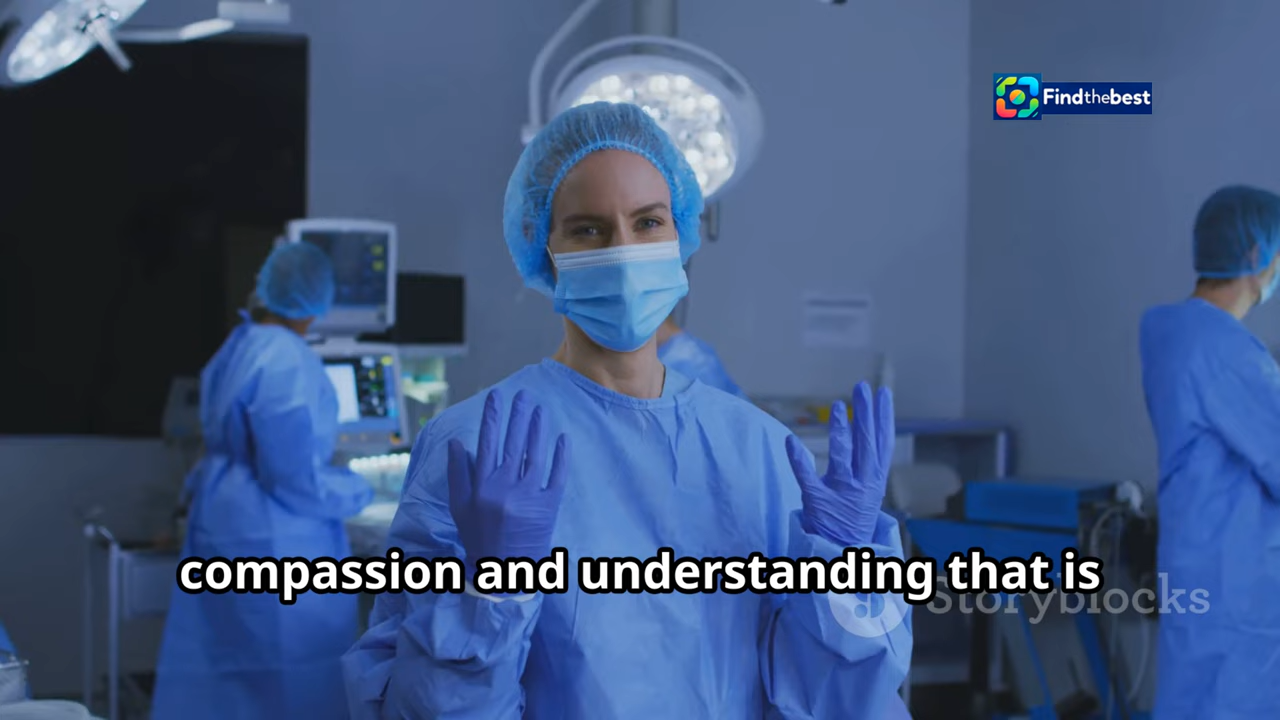 Findthebest
compassion and understanding that is
Storyblocks